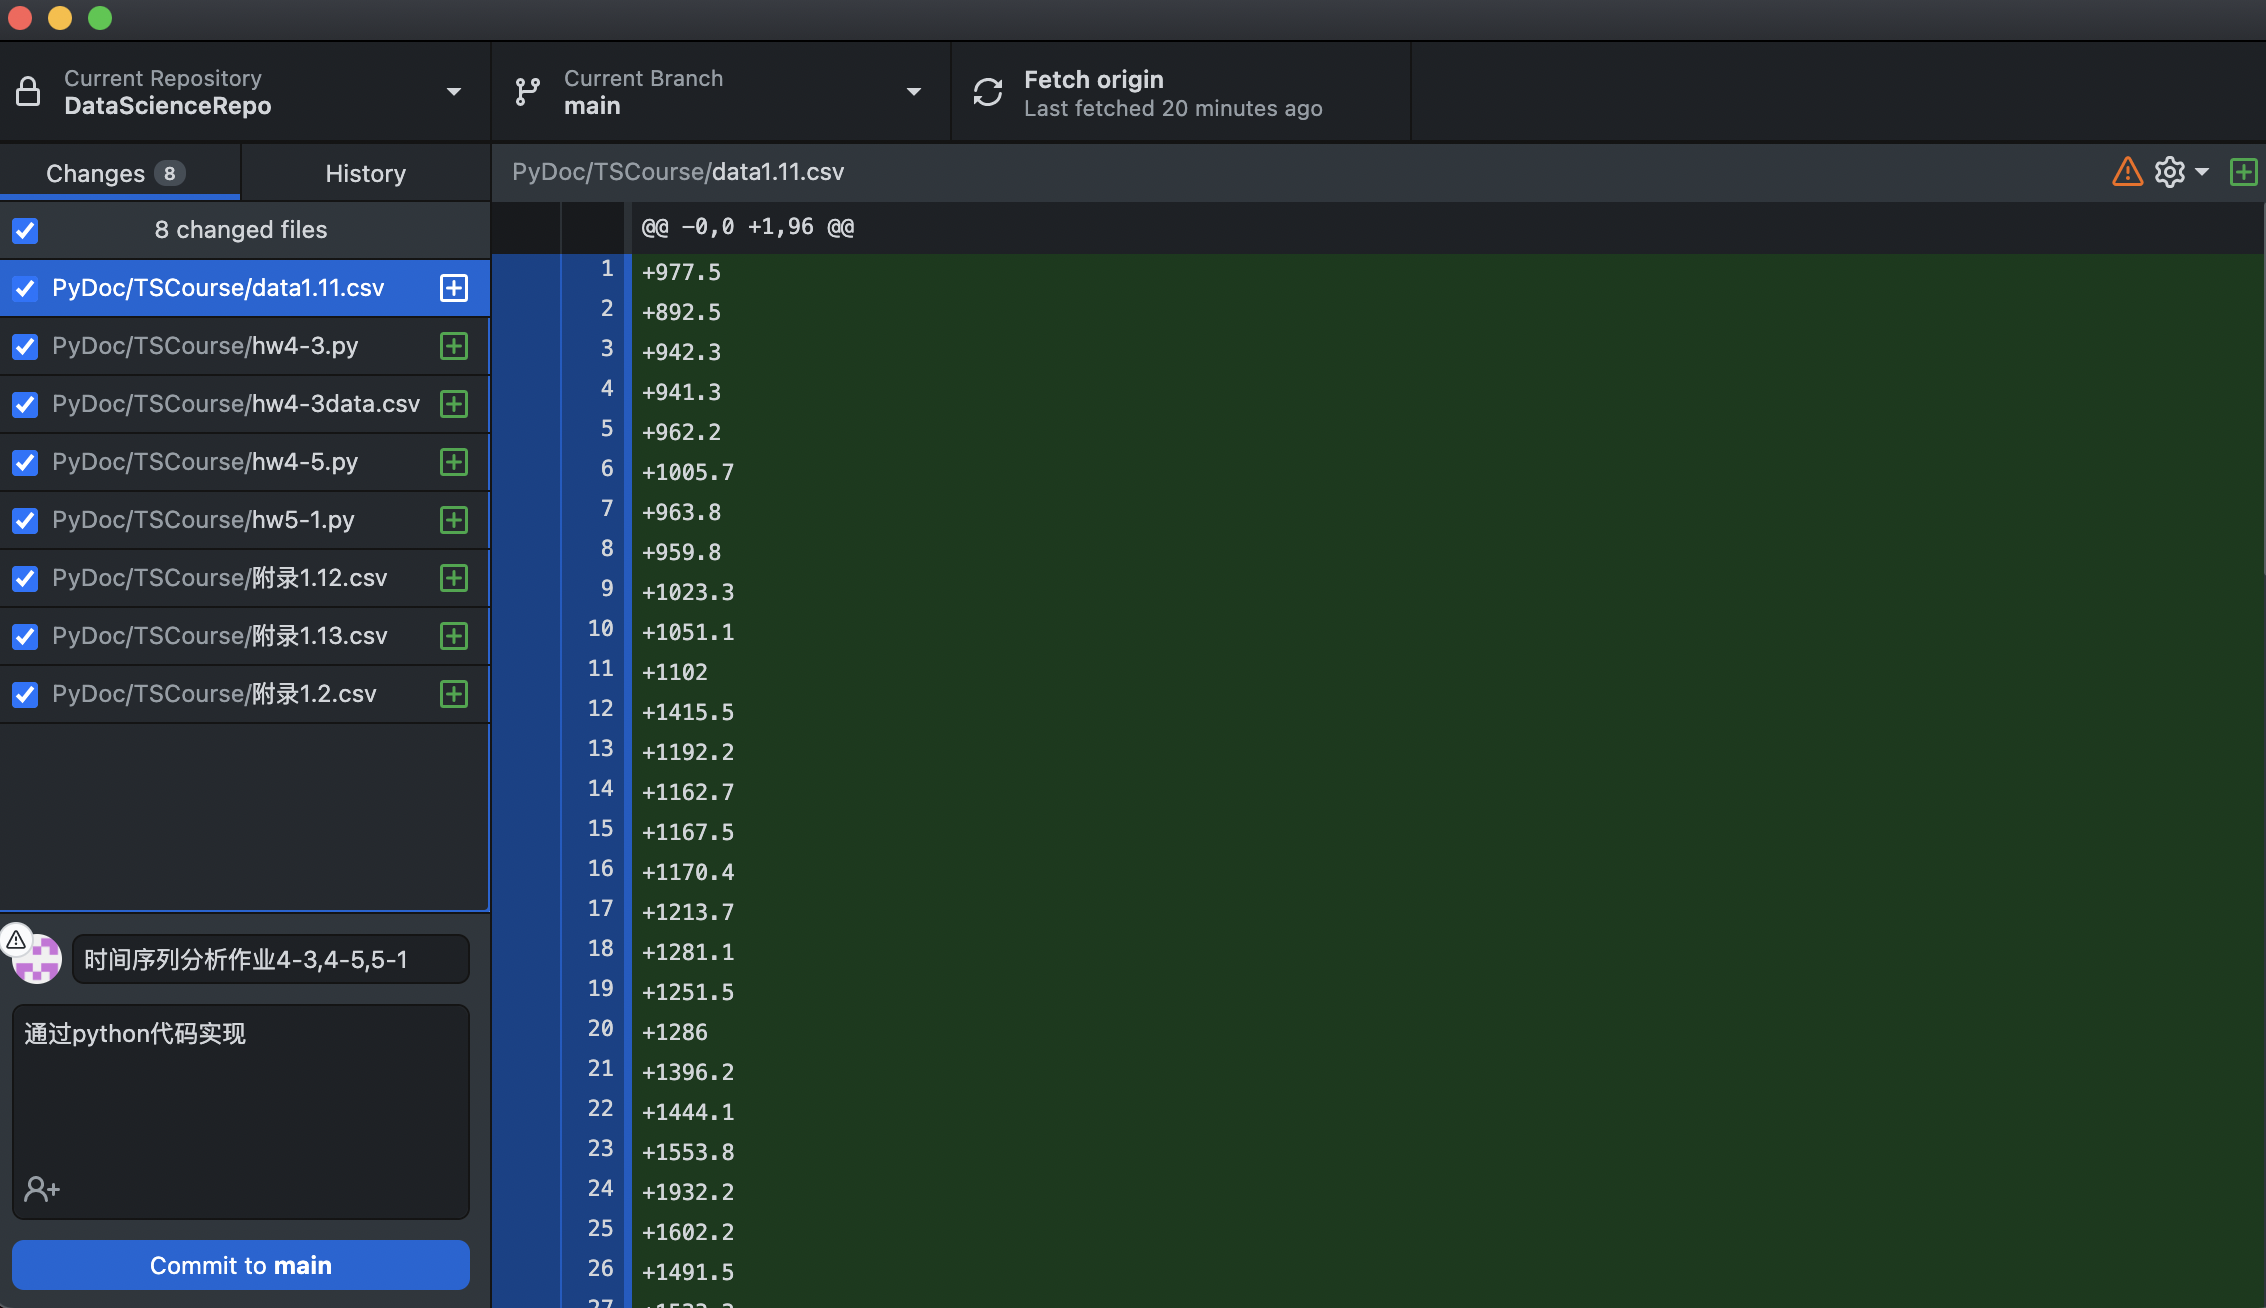 Current Repository
DataScienceRepo
Current Branch
main
Fetch origin
Last fetched 20 minutes ago
Changes 8
History
PyDoc/TSCourse/data1.11.csv
8 changed files
PyDoc/TSCourse/data1.11.csv
PyDoc/TSCourse/hw4-3.py
PyDoc/TSCourse/hw4-3data.csv
PyDoc/TSCourse/hw4-5.py
PyDoc/TSCourse/hw5-1.py
PyDoc/TSCourse/附录1.12.csv
PyDoc/TSCourse/附录1.13.csv
PyDoc/TSCourse/附录1.2.csv
时间序列分析作业4-3,4-5,5-1
通过python代码实现
Commit to main
@@ -0,0 +1,96 @@
1 +977.5
2 +892.5
3 +942.3
4 +941.3
5 +962.2
6 +1005.7
7 +963.8
8 +959.8
9 +1023.3
10 +1051.1
11 +1102
12 +1415.5
13 +1192.2
14 +1162.7
15 +1167.5
16 +1170.4
17 +1213.7
18 +1281.1
19 +1251.5
20 +1286
21 +1396.2
22 +1444.1
23 +1553.8
24 +1932.2
25 +1602.2
26 +1491.5
27